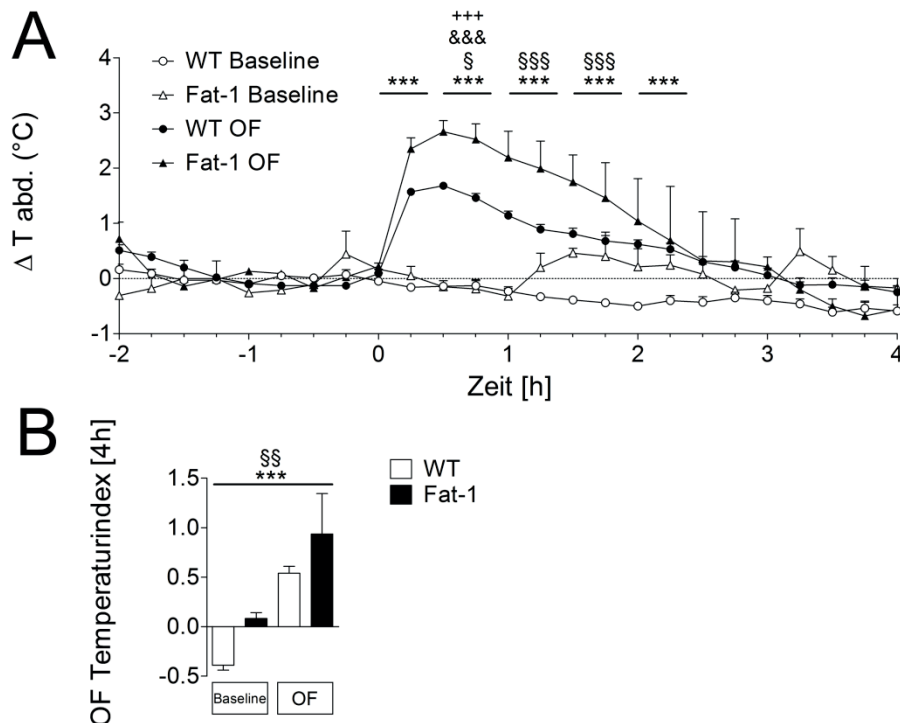 A
+++
&&&
§ §§§ §§§
*** *** *** *** ***
WT Baseline
Fat-1 Baseline
WT OF
Fat-1 OF
Δ T abd. (°C)
4
3
2
1
0
-1
-2 -1 0 1 2 3 4
Zeit [h]
B
OF Temperaturindex [4h]
§§
***
1.5
1.0
0.5
0.0
-0.5
Baseline OF
WT
Fat-1